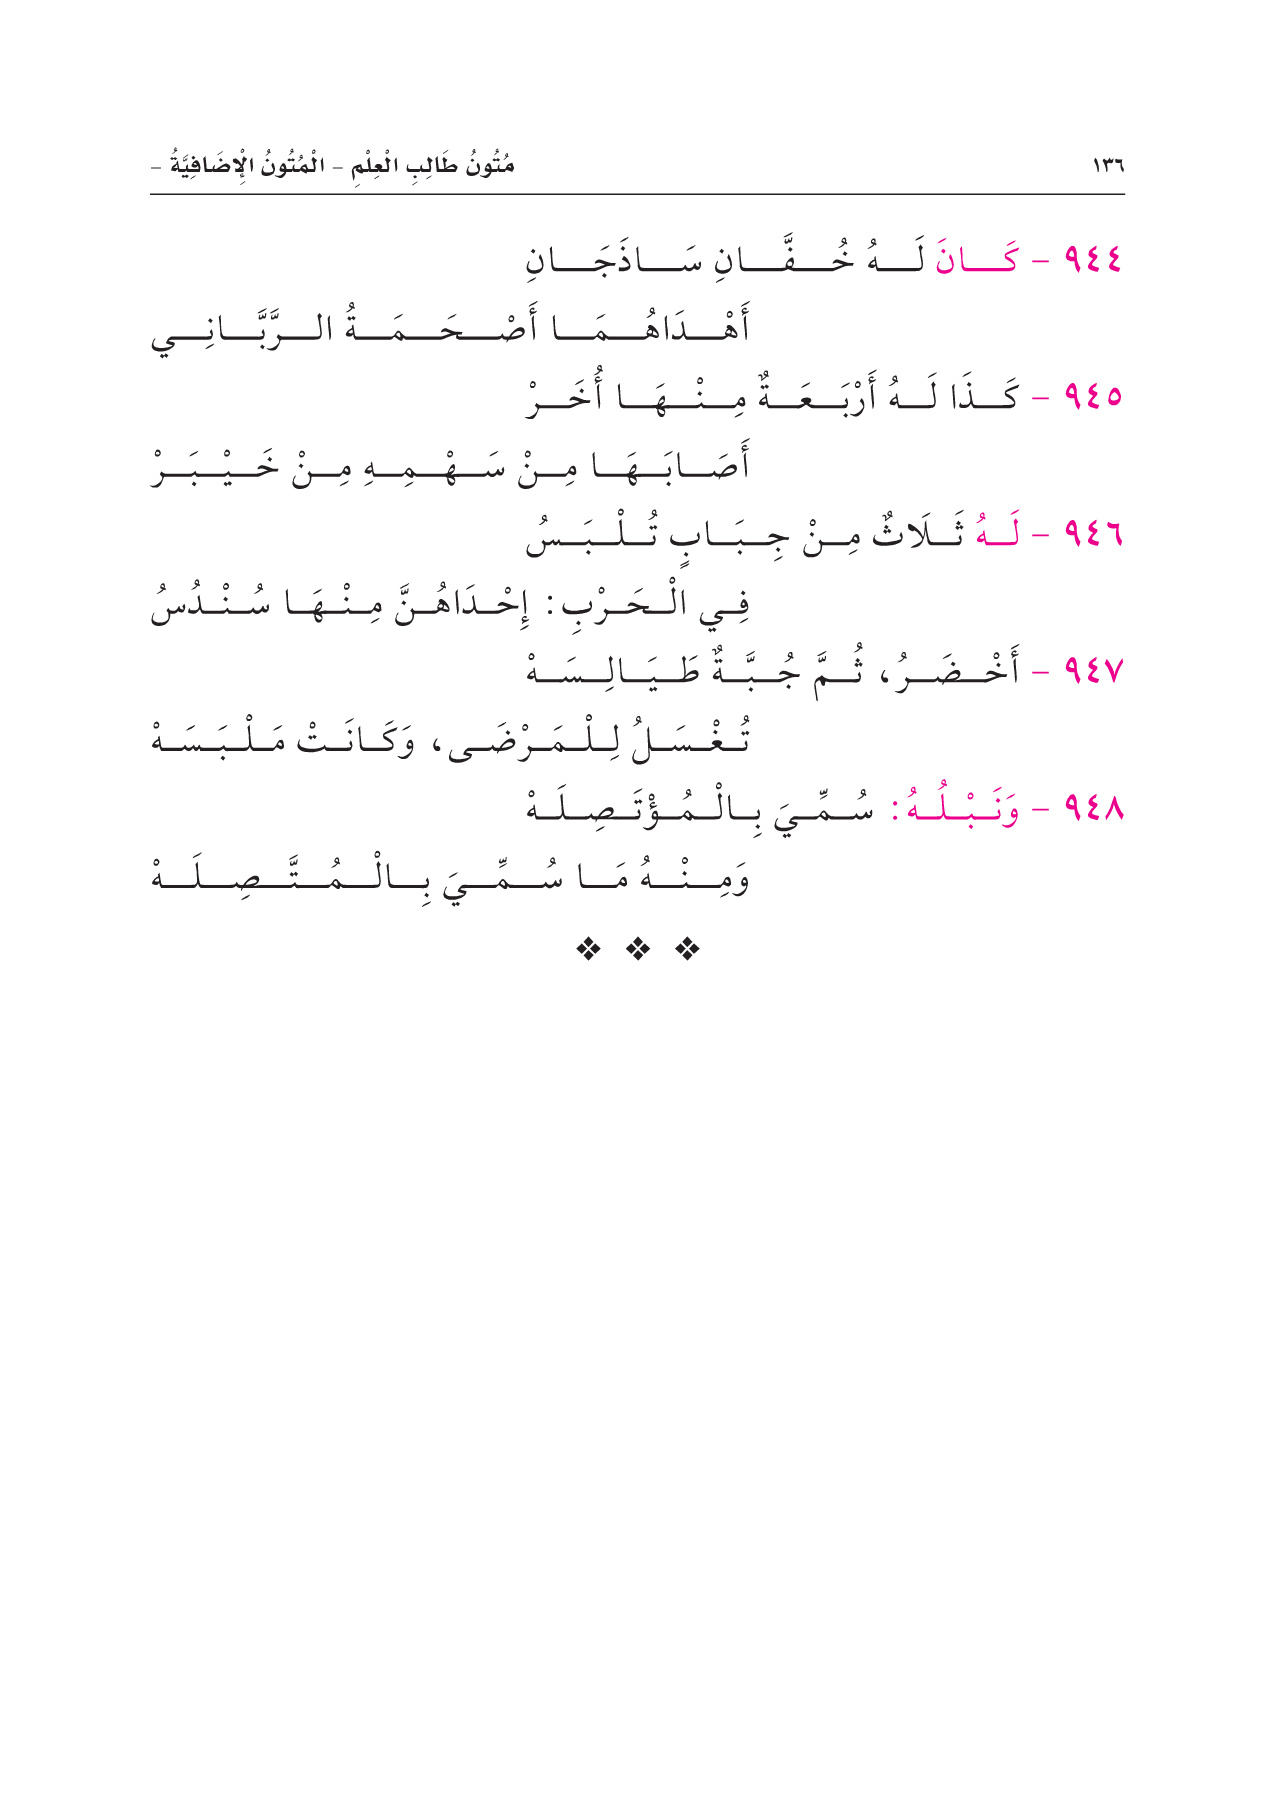 ١٣٦ مُتُونُ طَالِبِ الْعِلْمِ – الْمُتُونُ الْإِضَافِيَّةُ –
٩٤٤ – كَانَ لَهُ خُفَّانِ سَاذَجَانِ
أَهْدَاهُمَا أَصْحَمَةُ الرَّبَّانِي
٩٤٥ – كَذَا لَهُ أَرْبَعَةٌ مِنْهَا أُخَرْ
أَصَابَهَا مِنْ سَهْمِهِ مِنْ خَيْبَرْ
٩٤٦ – لَهُ ثَلَاثٌ مِنْ جِبَابٍ تُلْبَسُ
فِي الْحَرْبِ: إِحْدَاهُنَّ مِنْهَا سُنْدُسُ
٩٤٧ – أَخْضَرُ، ثُمَّ جُبَّةٌ طَيَالِسَهْ
تُغْسَلُ لِلْمَرْضَى، وَكَانَتْ مَلْبَسَهْ
٩٤٨ – وَنَبْلُهُ: سُمِّيَ بِالْمُؤْتَصِلَهْ
وَمِنْهُ مَا سُمِّيَ بِالْمُتَّصِلَهْ